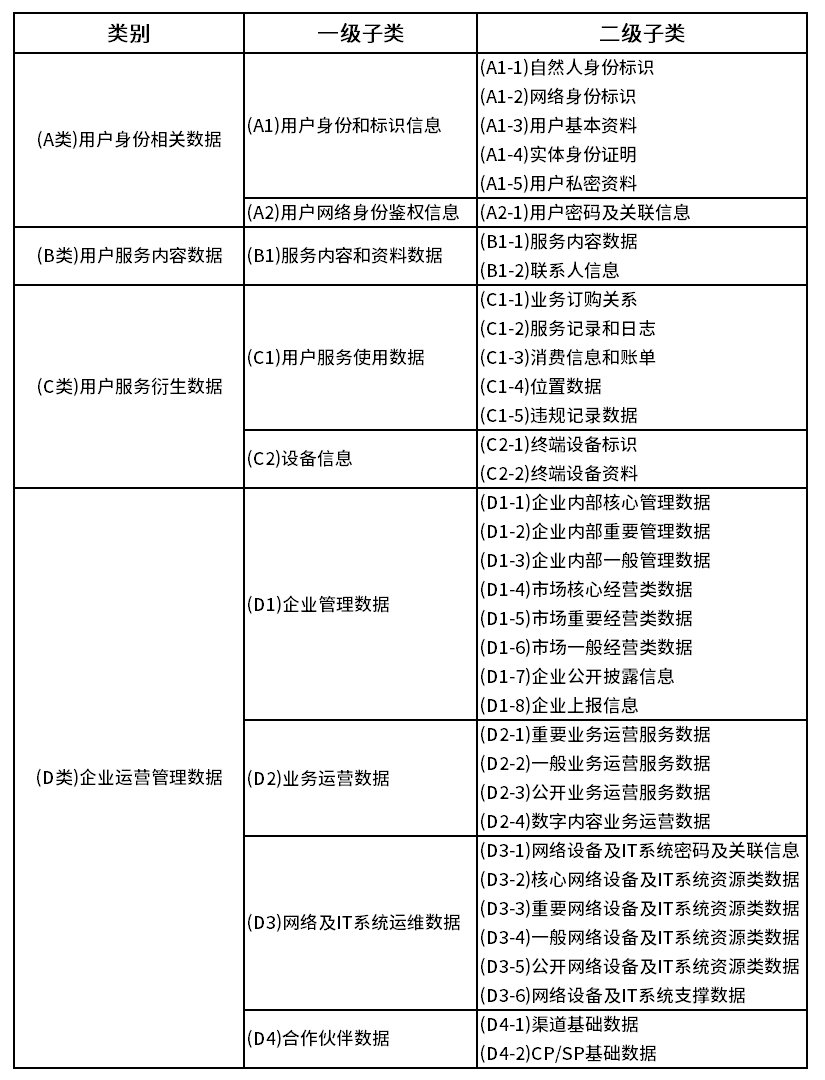 类别
一级子类
二级子类
(A类)用户身份相关数据
(A1)用户身份和标识信息
(A1-1)自然人身份标识
(A1-2)网络身份标识
(A1-3)用户基本资料
(A1-4)实体身份证明
(A1-5)用户私密资料
(A2)用户网络身份鉴权信息
(A2-1)用户密码及关联信息
(B类)用户服务内容数据
(B1)服务内容和资料数据
(B1-1)服务内容数据
(B1-2)联系人信息
(C类)用户服务衍生数据
(C1)用户服务使用数据
(C1-1)业务订购关系
(C1-2)服务记录和日志
(C1-3)消费信息和账单
(C1-4)位置数据
(C1-5)违规记录数据
(C2)设备信息
(C2-1)终端设备标识
(C2-2)终端设备资料
(D类)企业运营管理数据
(D1)企业管理数据
(D1-1)企业内部核心管理数据
(D1-2)企业内部重要管理数据
(D1-3)企业内部一般管理数据
(D1-4)市场核心经营类数据
(D1-5)市场重要经营类数据
(D1-6)市场一般经营类数据
(D1-7)企业公开披露信息
(D1-8)企业上报信息
(D2)业务运营数据
(D2-1)重要业务运营服务数据
(D2-2)一般业务运营服务数据
(D2-3)公开业务运营服务数据
(D2-4)数字内容业务运营数据
(D3)网络及IT系统运维数据
(D3-1)网络设备及IT系统密码及关联信息
(D3-2)核心网络设备及IT系统资源类数据
(D3-3)重要网络设备及IT系统资源类数据
(D3-4)一般网络设备及IT系统资源类数据
(D3-5)公开网络设备及IT系统资源类数据
(D3-6)网络设备及IT系统支撑数据
(D4)合作伙伴数据
(D4-1)渠道基础数据
(D4-2)CP/SP基础数据